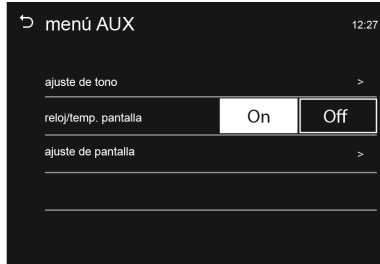 menú AUX 12:27
ajuste de tono >
reloj/temp. pantalla On Off
ajuste de pantalla >